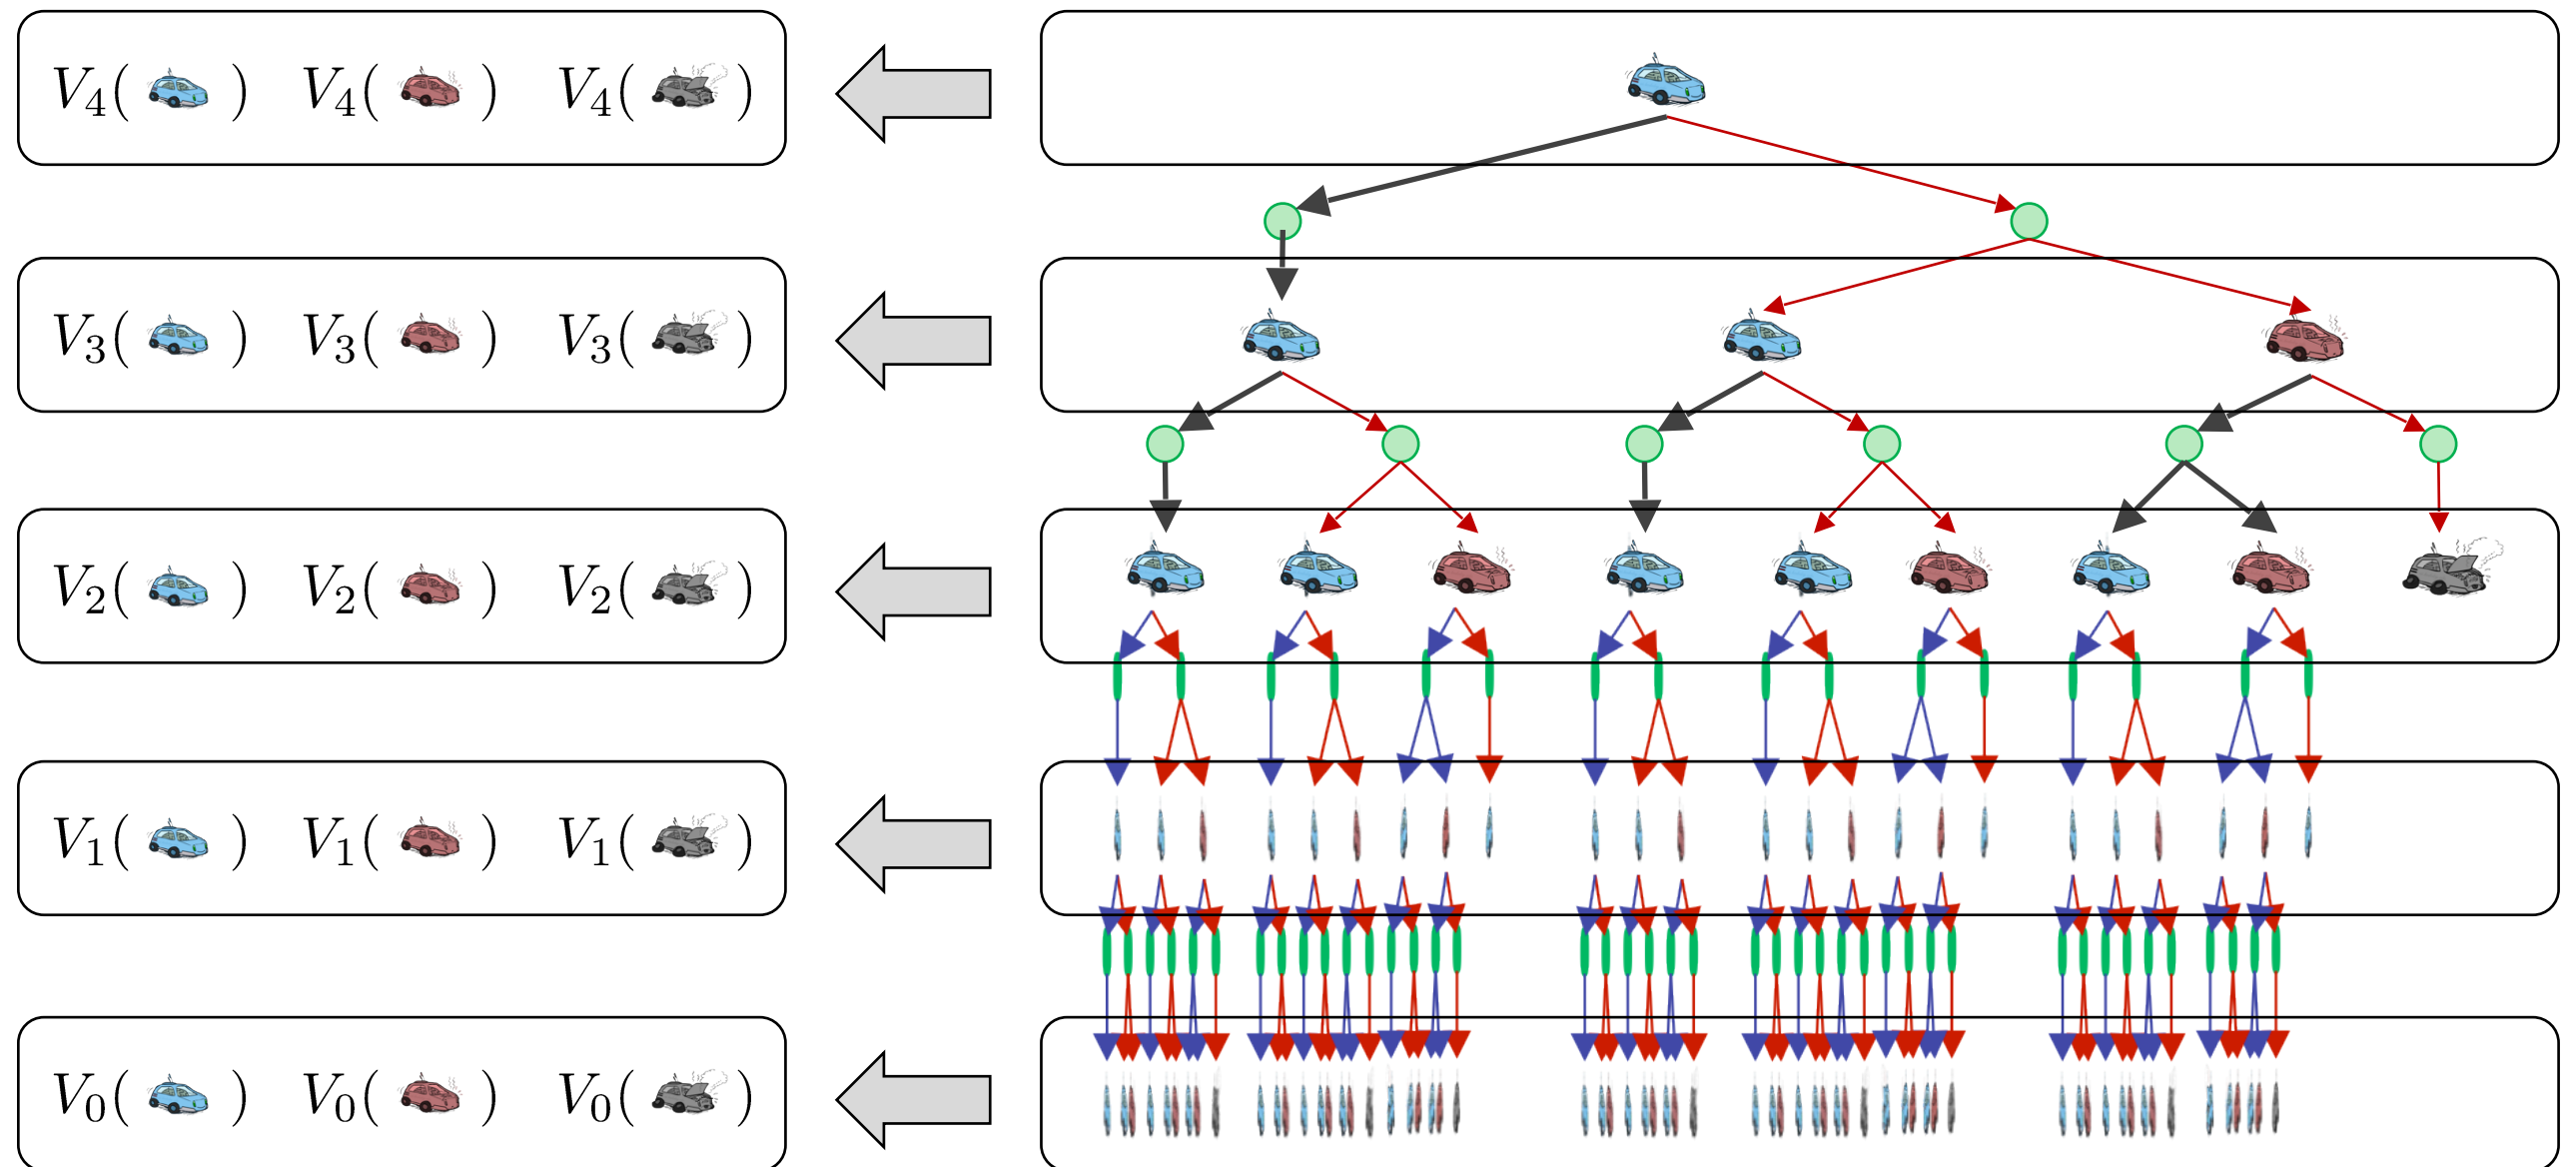 V4( ) V4( ) V4( )
V3( ) V3( ) V3( )
V2( ) V2( ) V2( )
V1( ) V1( ) V1( )
V0( ) V0( ) V0( )